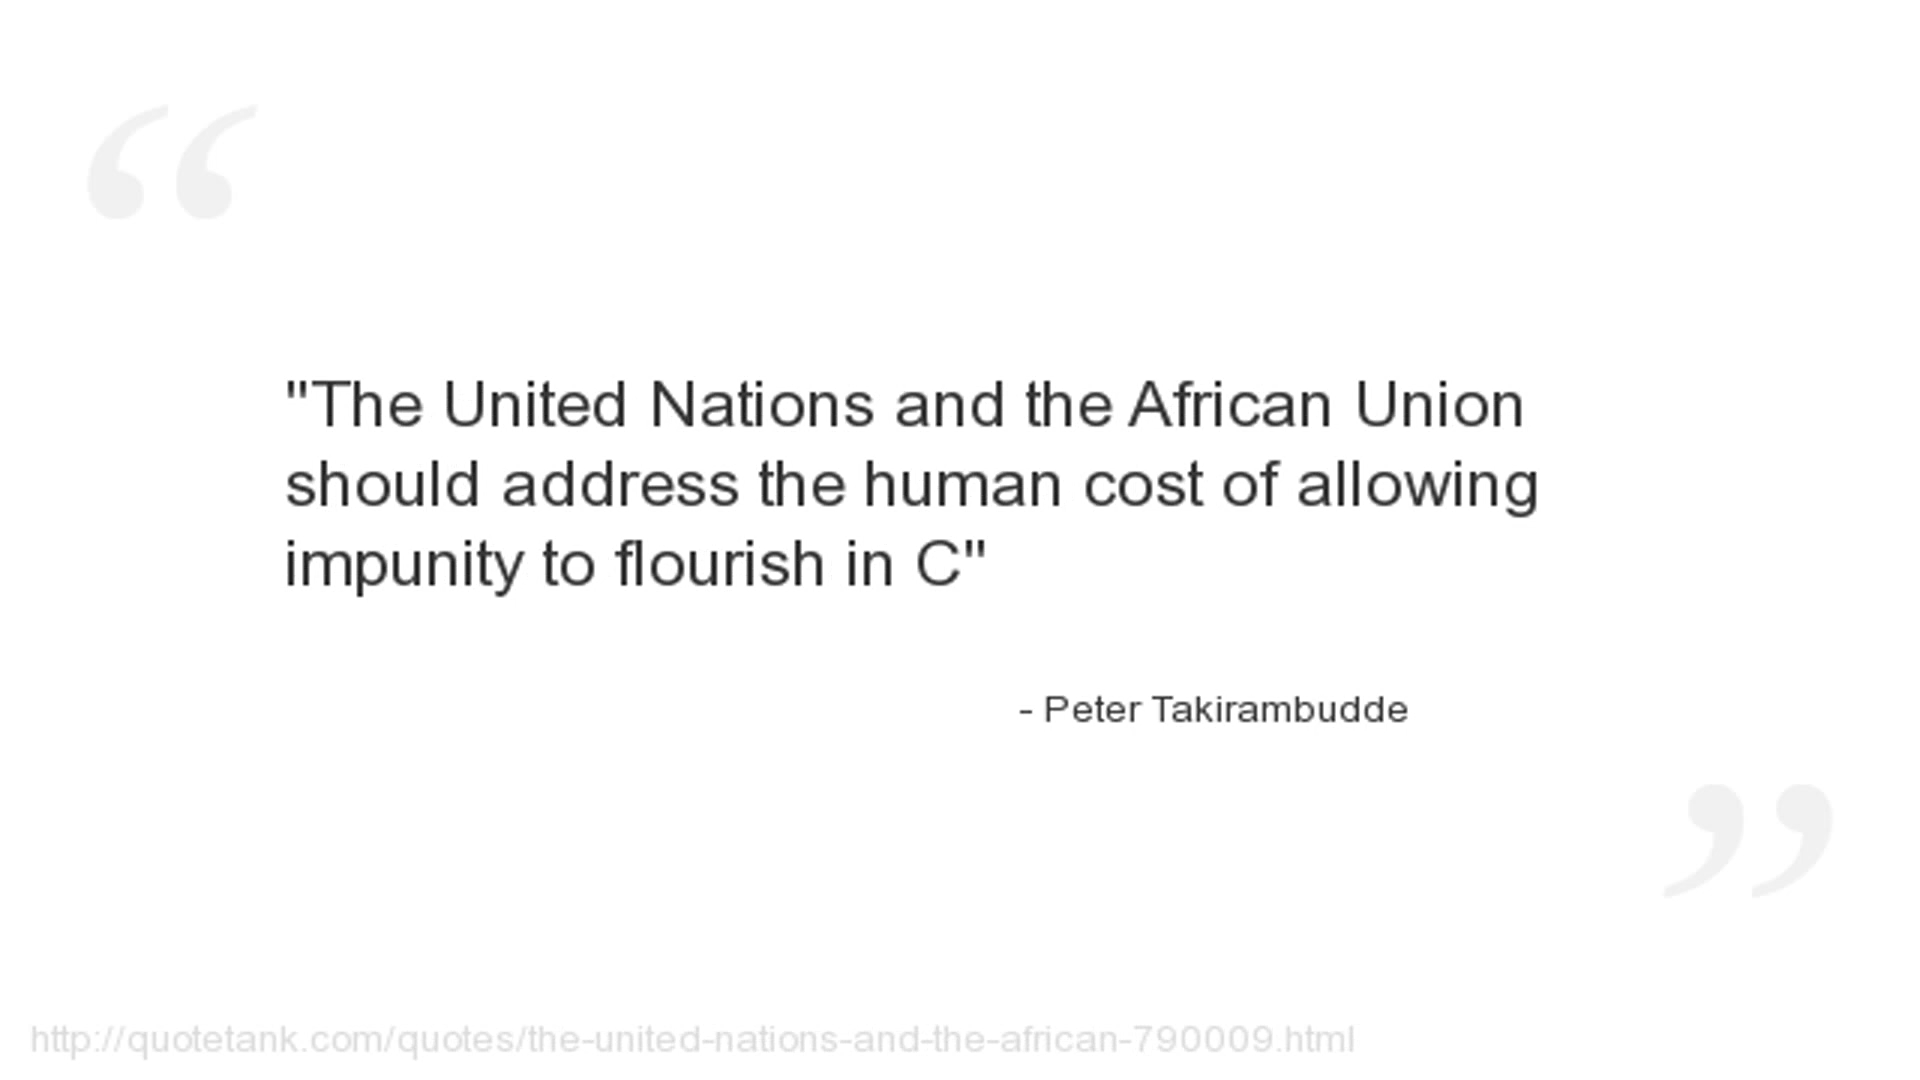 "The United Nations and the African Union
should address the human cost of allowing
impunity to flourish in C"
- Peter Takirambudde
http://quotetank.com/quotes/the-united-nations-and-the-african-790009.html